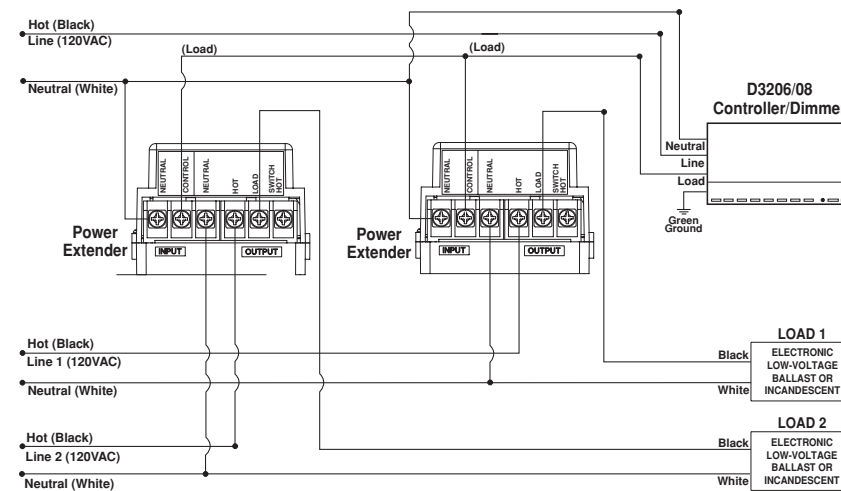 Hot (Black)
Line (120VAC)
Neutral (White)
(Load)
(Load)
D3206/08
Controller/Dimme
Neutral
Line
Load
Green
Ground
NEUTRAL
CONTROL
NEUTRAL
HOT
LOAD
SWITCH
HOT
Power
Extender
INPUT
OUTPUT
NEUTRAL
CONTROL
NEUTRAL
HOT
LOAD
SWITCH
HOT
Power
Extender
INPUT
OUTPUT
Hot (Black)
Line 1 (120VAC)
Neutral (White)
LOAD 1
Black
White
ELECTRONIC
LOW-VOLTAGE
BALLAST OR
INCANDESCENT
Hot (Black)
Line 2 (120VAC)
Neutral (White)
LOAD 2
Black
White
ELECTRONIC
LOW-VOLTAGE
BALLAST OR
INCANDESCENT